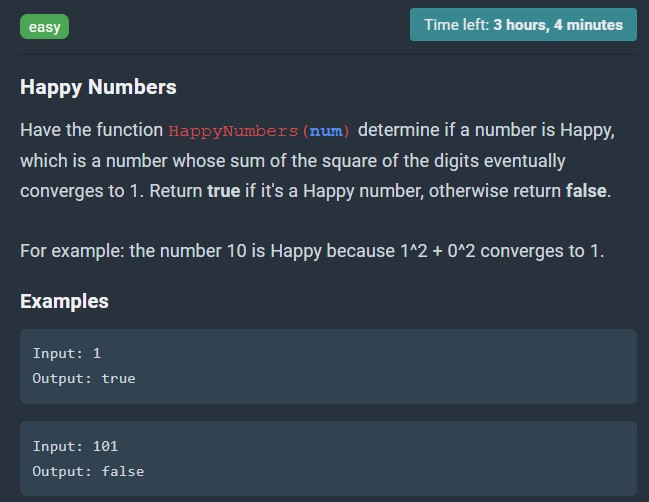 easy
Time left: 3 hours, 4 minutes
Happy Numbers
Have the function HappyNumbers(num) determine if a number is Happy,
which is a number whose sum of the square of the digits eventually
converges to 1. Return true if it's a Happy number, otherwise return false.
For example: the number 10 is Happy because 1^2 + 0^2 converges to 1.
Examples
Input: 1
Output: true
Input: 101
Output: false